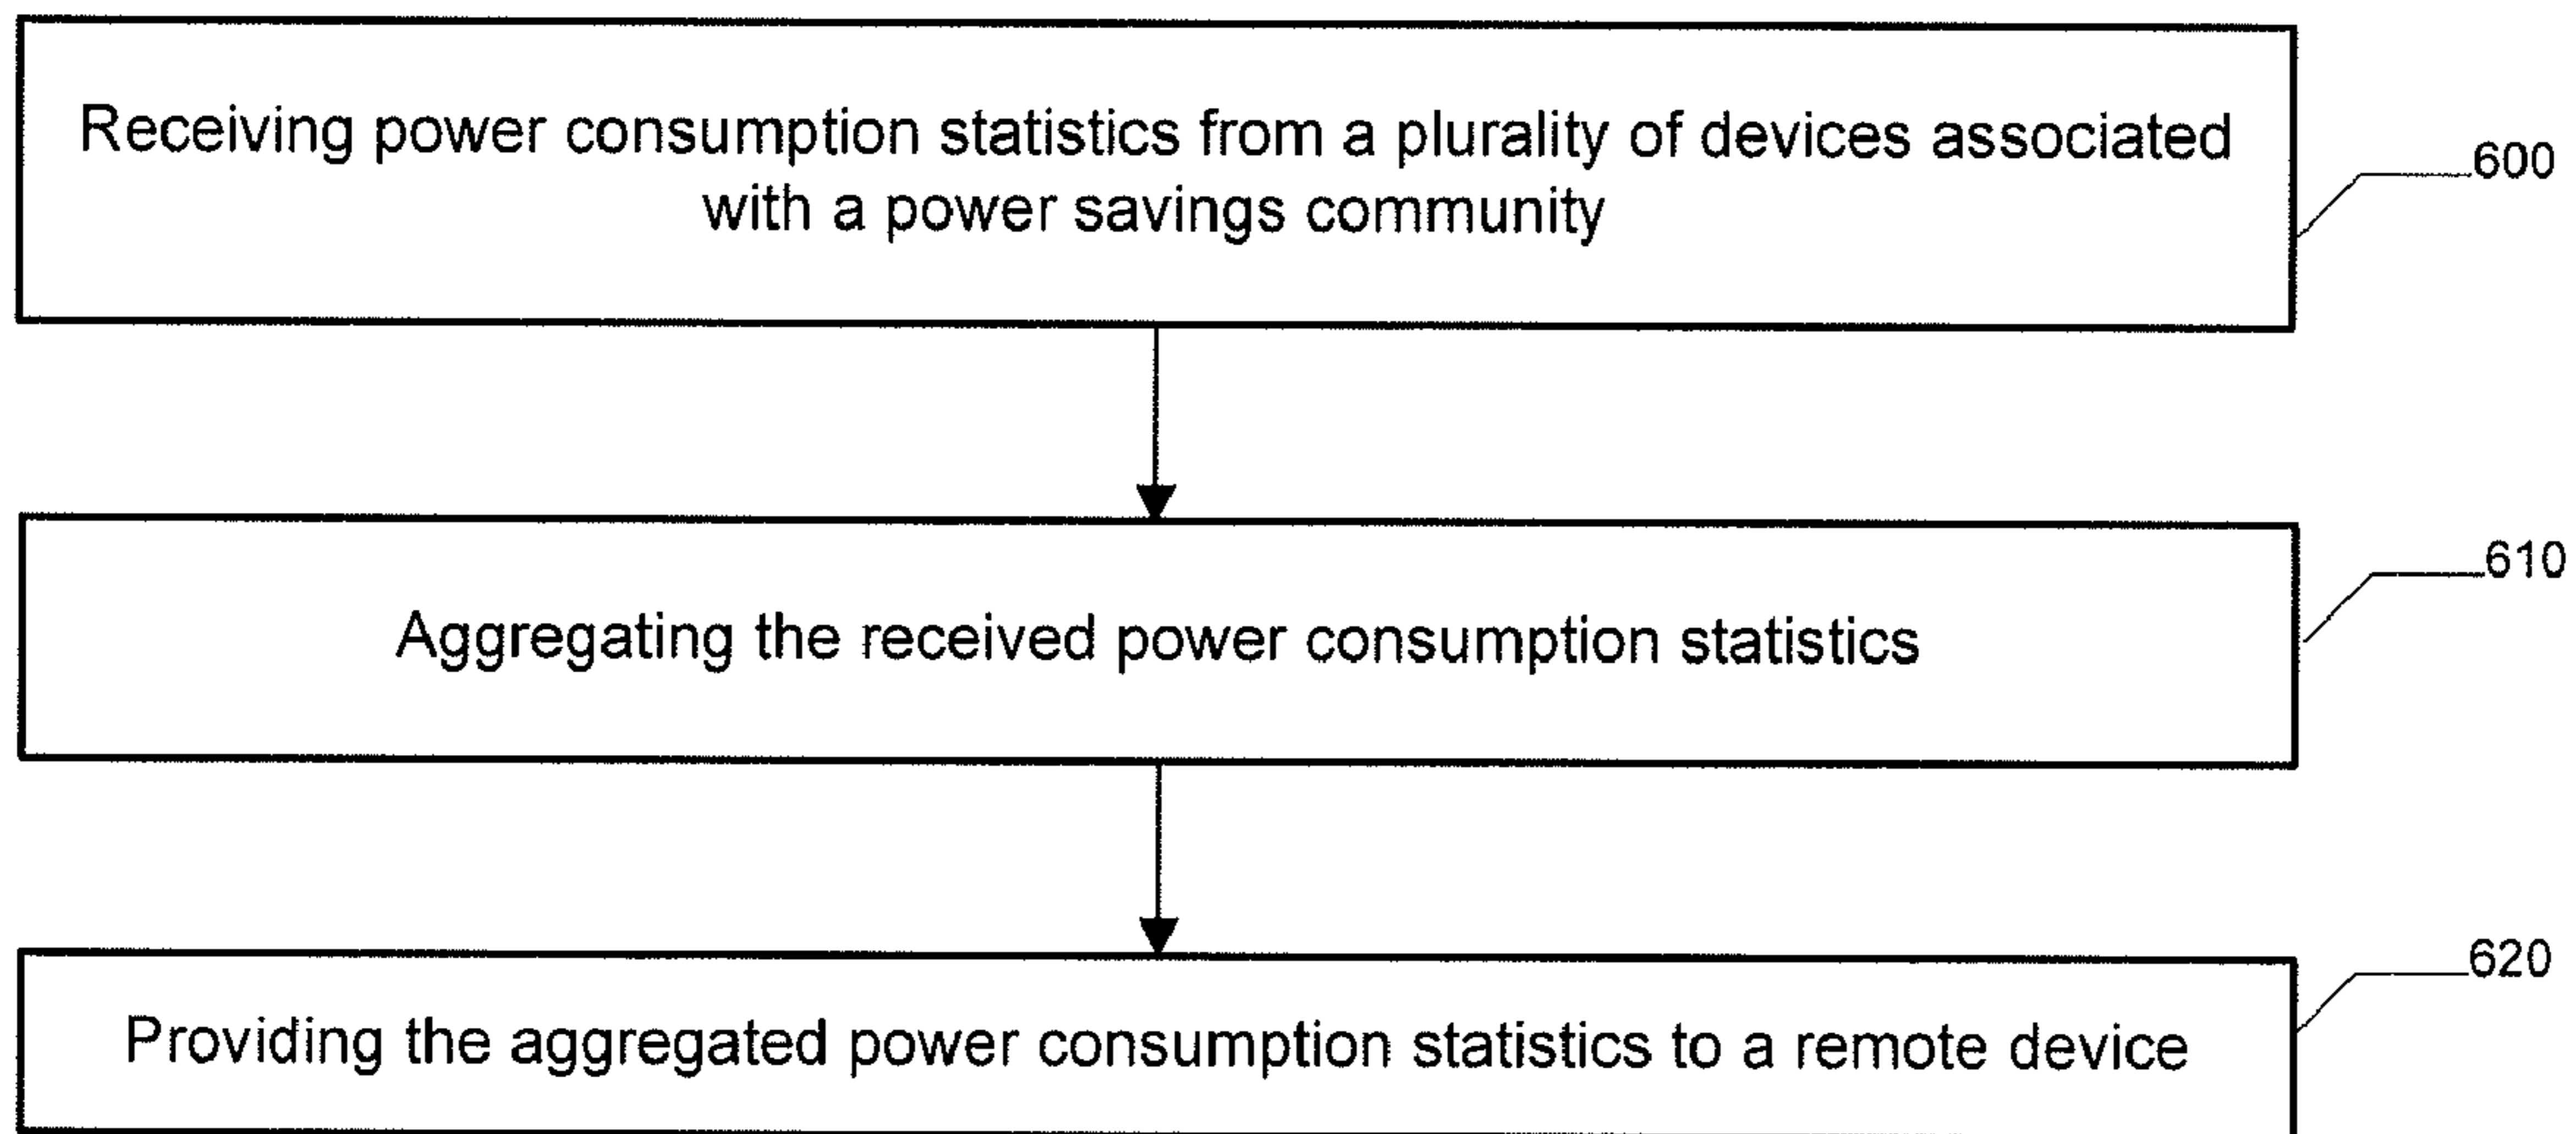 Receiving power consumption statistics from a plurality of devices associated
with a power savings community
600
Aggregating the received power consumption statistics
610
Providing the aggregated power consumption statistics to a remote device
620